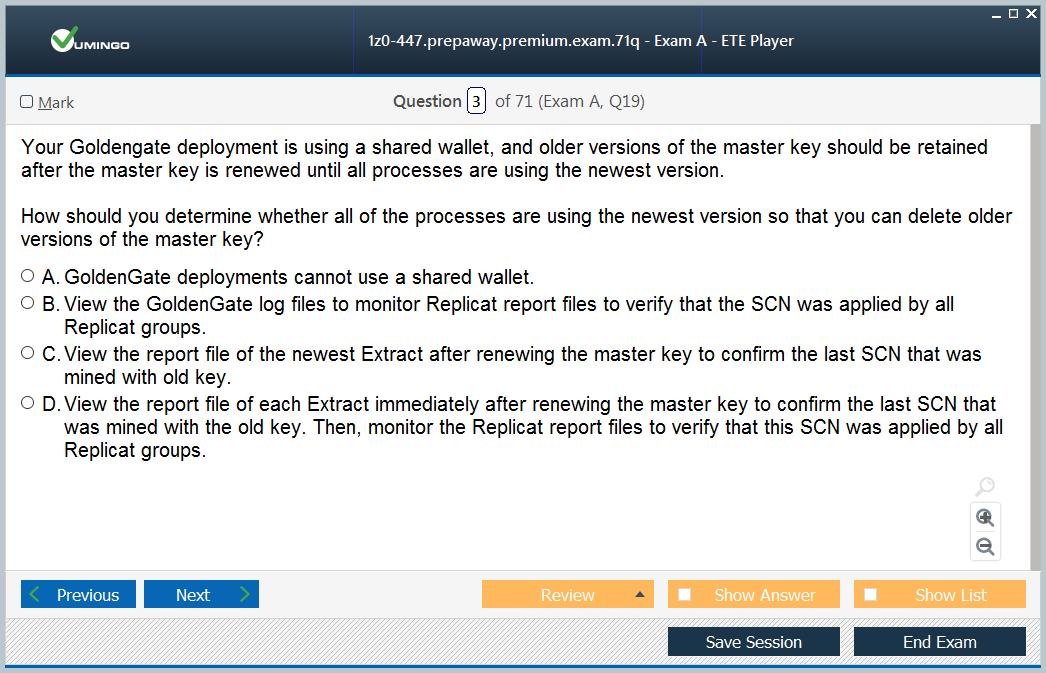 VUMINGO
1z0-447.prepaway.premium.exam.71q - Exam A - ETE Player
Mark
Question 3 of 71 (Exam A, Q19)
Your Goldengate deployment is using a shared wallet, and older versions of the master key should be retained
after the master key is renewed until all processes are using the newest version.
How should you determine whether all of the processes are using the newest version so that you can delete older
versions of the master key?
A. GoldenGate deployments cannot use a shared wallet.
B. View the GoldenGate log files to monitor Replicat report files to verify that the SCN was applied by all
Replicat groups.
C. View the report file of the newest Extract after renewing the master key to confirm the last SCN that was
mined with old key.
D. View the report file of each Extract immediately after renewing the master key to confirm the last SCN that
was mined with the old key. Then, monitor the Replicat report files to verify that this SCN was applied by all
Replicat groups.
Previous
Next
Review
Show Answer
Show List
Save Session
End Exam